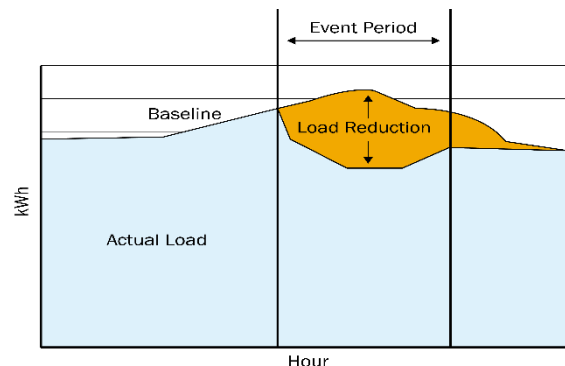 Event Period
Baseline
Load Reduction
Actual Load
kWh
Hour